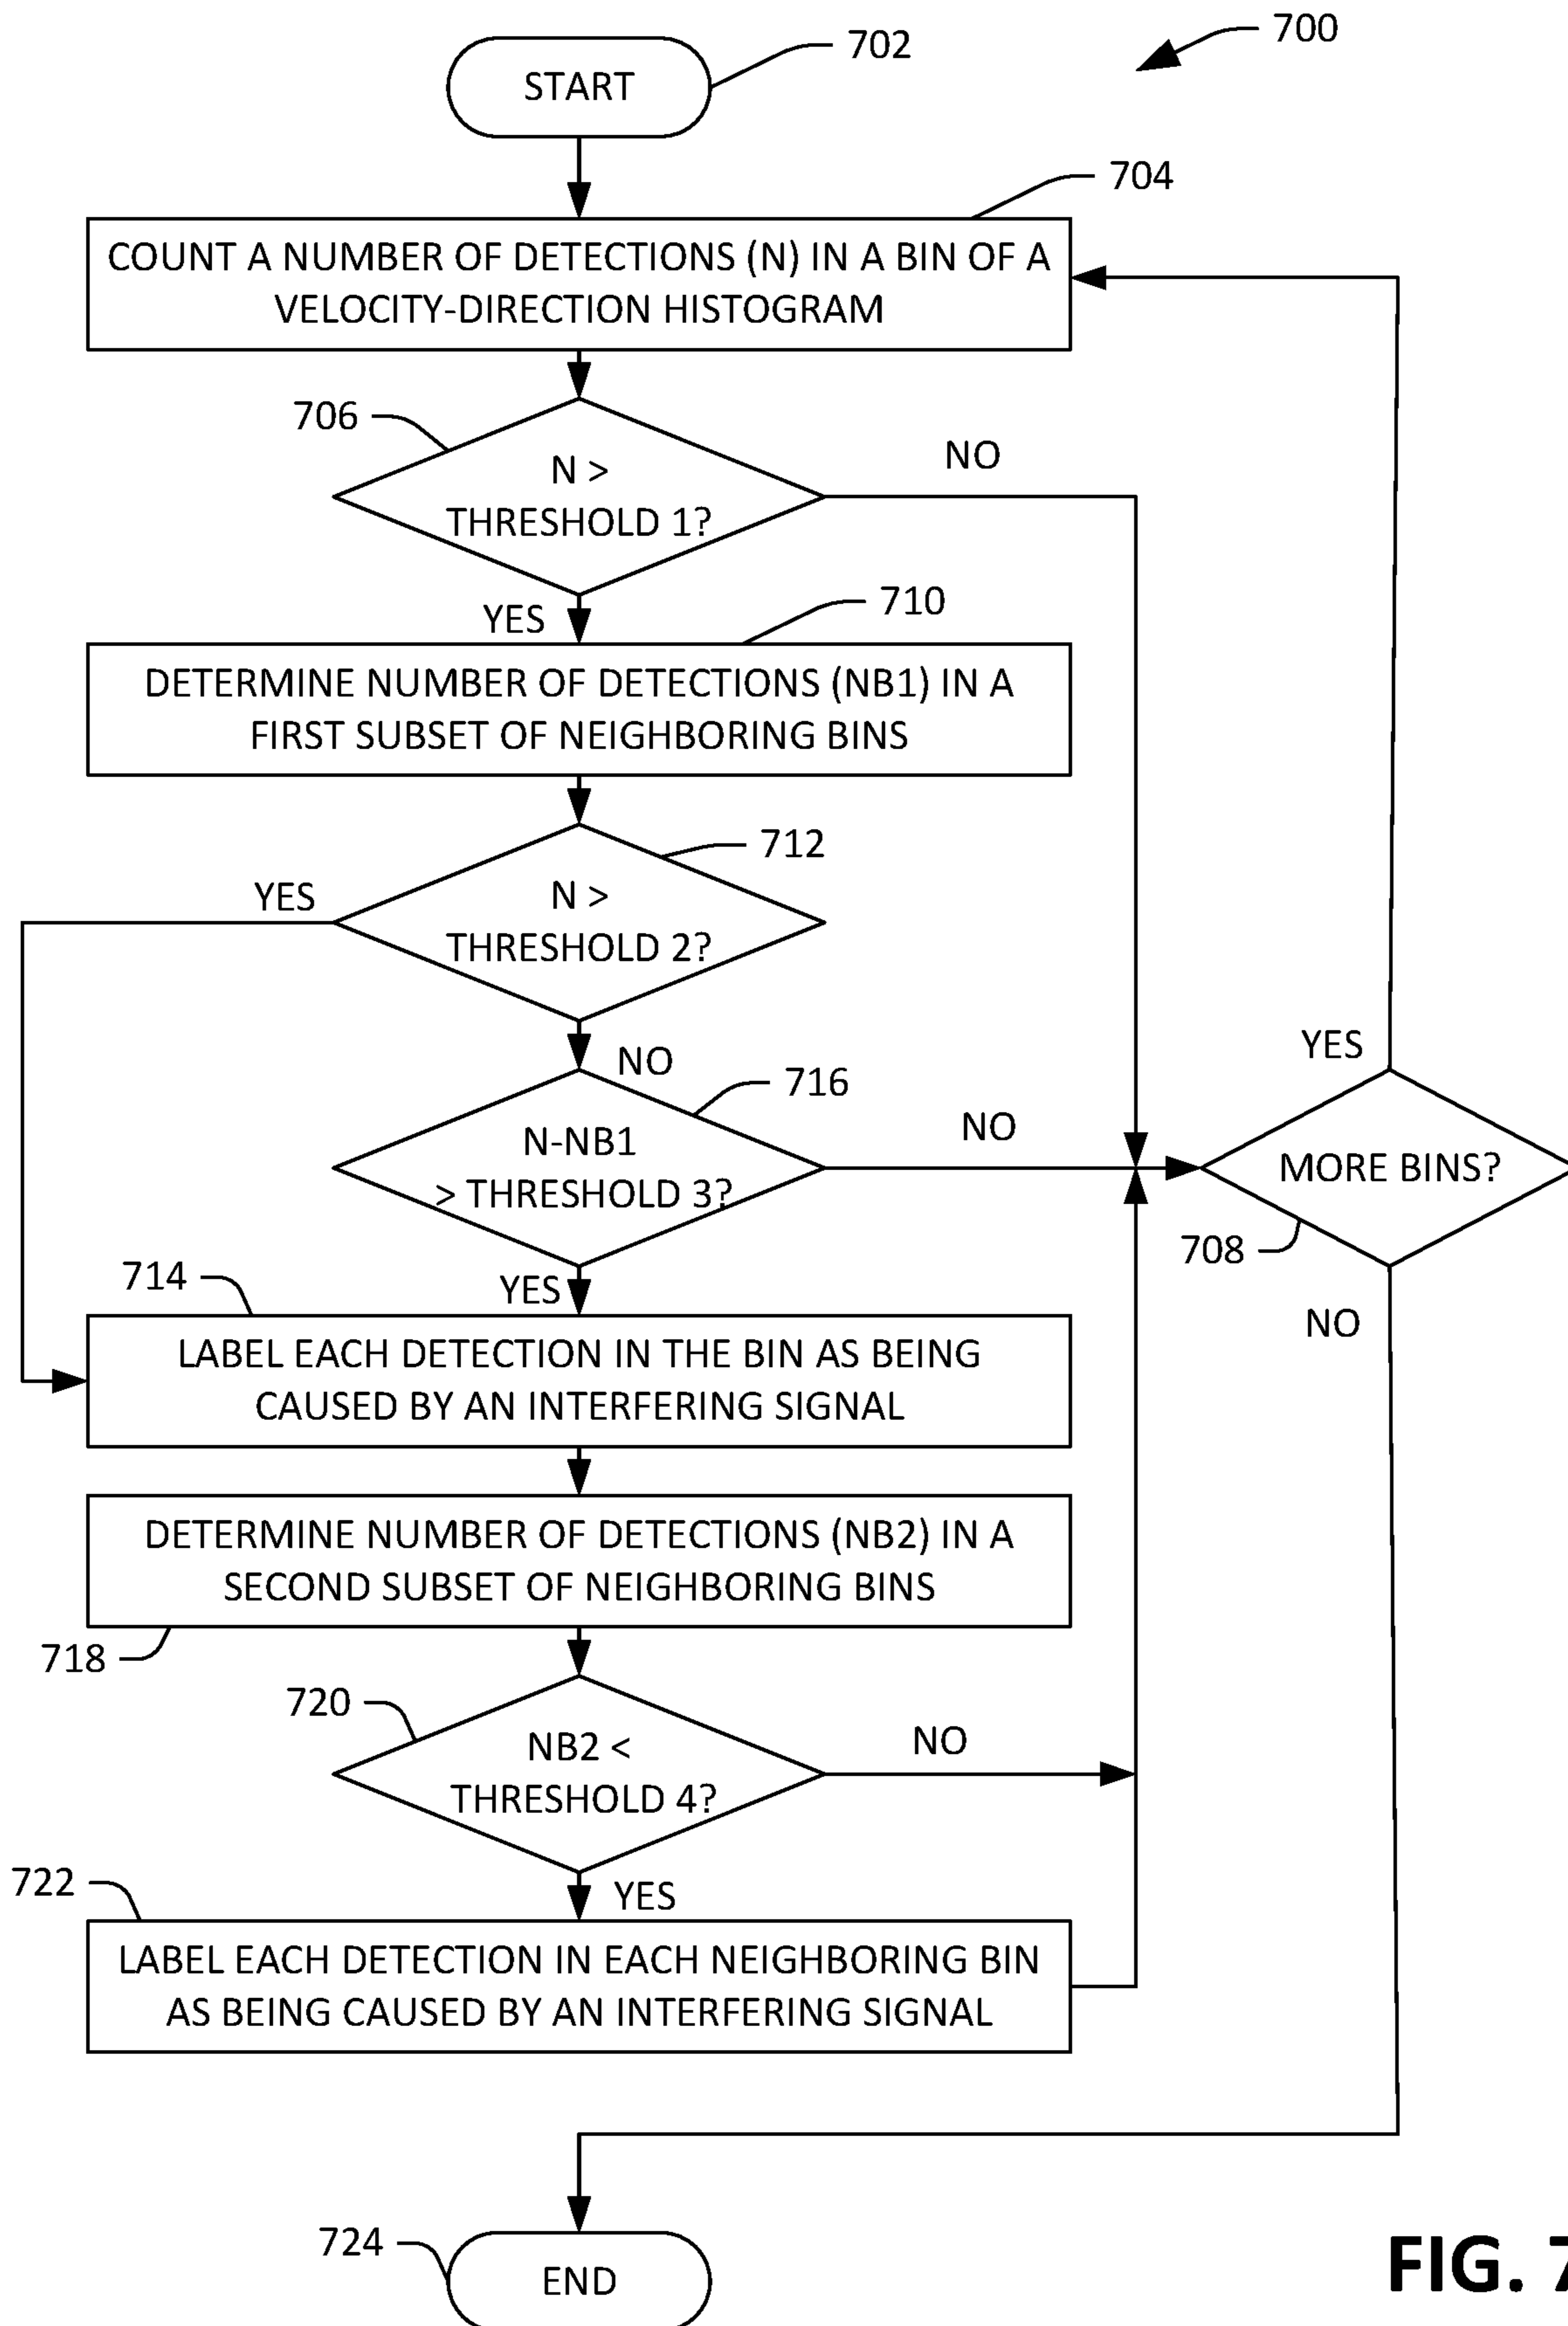 700
702
START
704
COUNT A NUMBER OF DETECTIONS (N) IN A BIN OF A
VELOCITY-DIRECTION HISTOGRAM
706
N >
THRESHOLD 1?
NO
YES
710
DETERMINE NUMBER OF DETECTIONS (NB1) IN A
FIRST SUBSET OF NEIGHBORING BINS
712
YES
N >
THRESHOLD 2?
NO
716
N-NB1
> THRESHOLD 3?
NO
YES
MORE BINS?
708
NO
YES
714
LABEL EACH DETECTION IN THE BIN AS BEING
CAUSED BY AN INTERFERING SIGNAL
DETERMINE NUMBER OF DETECTIONS (NB2) IN A
SECOND SUBSET OF NEIGHBORING BINS
718
720
NB2 <
THRESHOLD 4?
NO
YES
722
LABEL EACH DETECTION IN EACH NEIGHBORING BIN
AS BEING CAUSED BY AN INTERFERING SIGNAL
724
END
FIG. 7